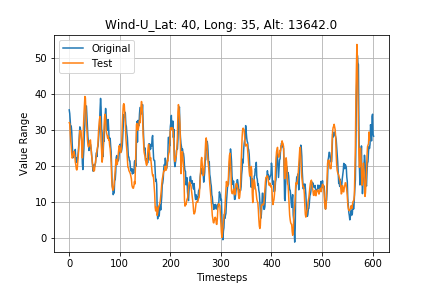 Wind-U_Lat: 40, Long: 35, Alt: 13642.0
Original
Test
Value Range
50
40
30
20
10
0
0 100 200 300 400 500 600
Timesteps